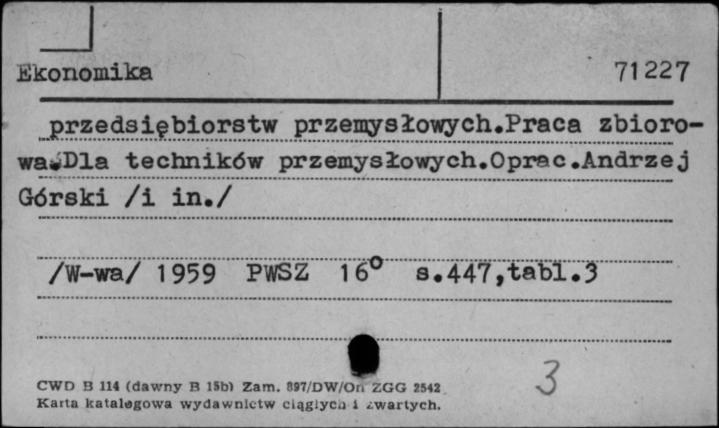 Ekonomika 71227
przedsiębiorstw przemysłowych.Praca zbioro-
wa.Dla techników przemysłowych.Oprac.Andrzej
Górski /i in./
/W-wa/ 1959 PWSZ 16° s.447,tabl.3
3
CWD B 114 (dawny B 15b) Zam. 897/DW/On ZGG 2542
Karta katalogowa wydawnictw ciągłych i zwartych.